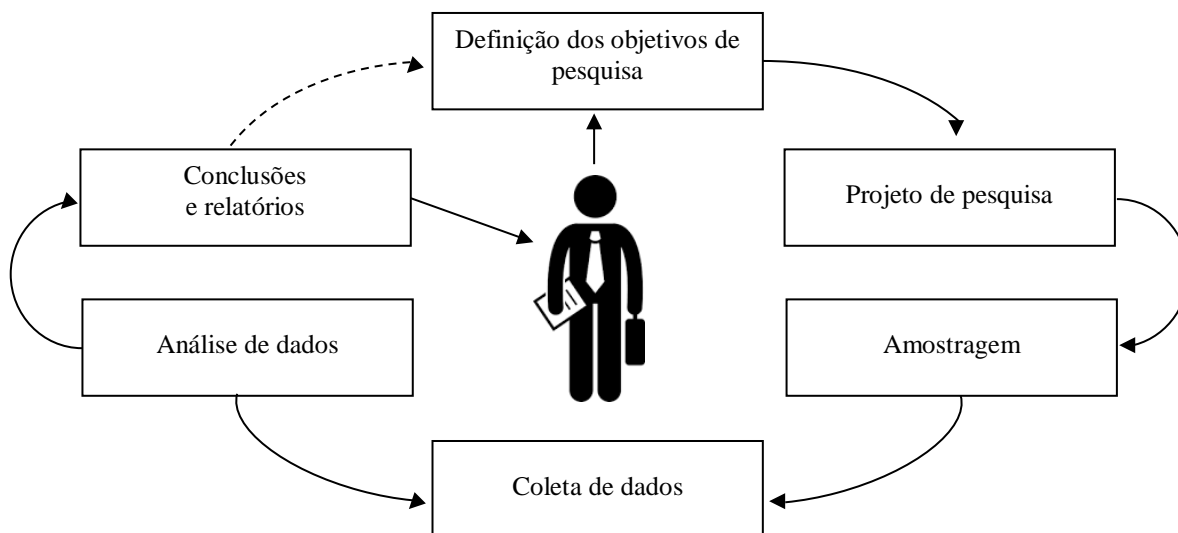 Definição dos objetivos de
pesquisa
Conclusões
e relatórios
Projeto de pesquisa
Análise de dados
Amostragem
Coleta de dados